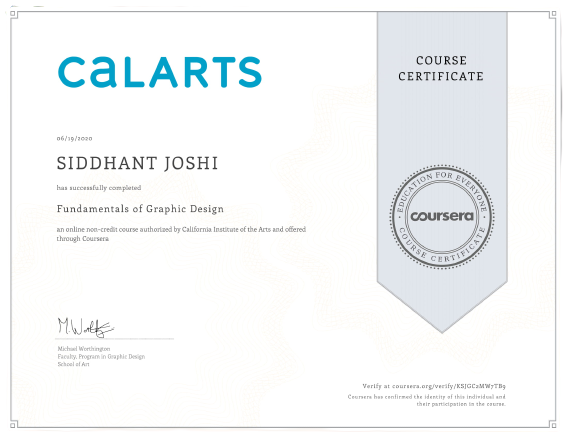 CALARTS
COURSE
CERTIFICATE
06/19/2020
SIDDHANT JOSHI
has successfully completed
Fundamentals of Graphic Design
an online non-credit course authorized by California Institute of the Arts and offered
through Coursera
EDUCATION FOR EVERYONE
coursera
COURSE CERTIFICATE
Michael Worthington
Faculty, Program in Graphic Design
School of Art
Verify at coursera.org/verify/KSJGC2MW7TB9
Coursera has confirmed the identity of this individual and
their participation in the course.